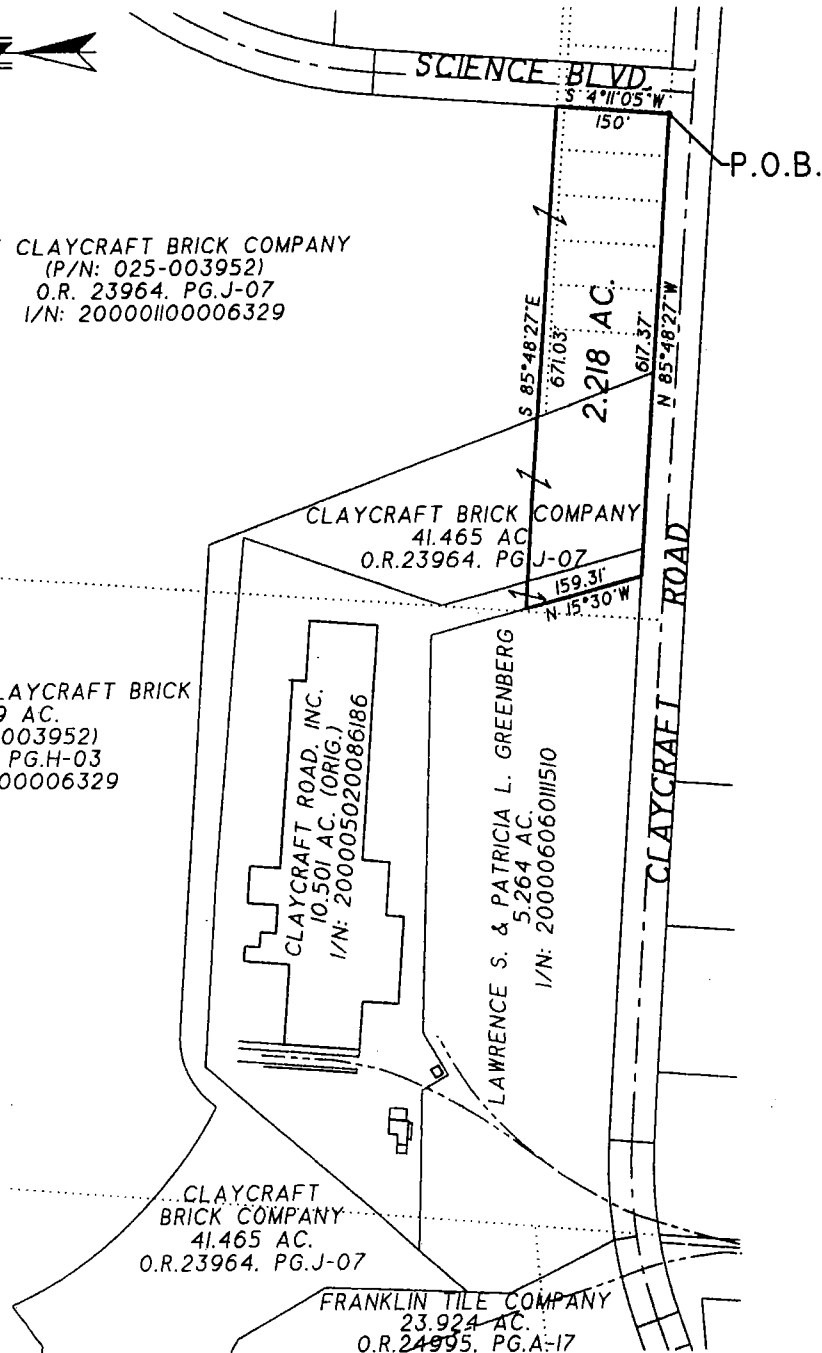 SCIENCE BLVD.
S 4°11'05"W
150'
P.O.B.
CLAYCRAFT BRICK COMPANY
(P/N: 025-003952)
O.R. 23964, PG.J-07
I/N: 200001100006329
S 85°48'27"E
671.03'
2.218 AC.
617.37'
N 85°48'27"W
CLAYCRAFT BRICK COMPANY
41.465 AC
O.R.23964, PG.J-07
159.31'
N 15°30'W
CLAYCRAFT ROAD
LAYCRAFT BRICK
9 AC.
003952)
PG.H-03
00006329
CLAYCRAFT ROAD, INC.
10.501 AC. (ORIG.)
I/N: 200005020086186
LAWRENCE S. & PATRICIA L. GREENBERG
5.264 AC.
I/N: 200006060111510
CLAYCRAFT
BRICK COMPANY
41.465 AC.
O.R.23964, PG.J-07
FRANKLIN TILE COMPANY
23.924 AC.
O.R.24995, PG.A-17